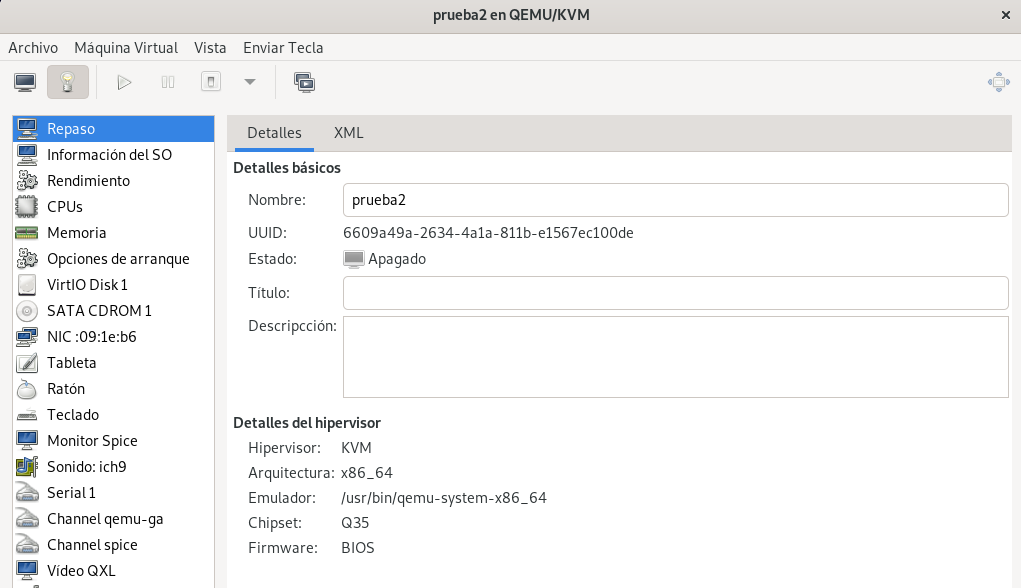 prueba2 en QEMU/KVM
Archivo Máquina Virtual Vista Enviar Tecla
Repaso
Información del SO
Rendimiento
CPUs
Memoria
Opciones de arranque
VirtIO Disk 1
SATA CDROM 1
NIC :09:1e:b6
Tableta
Ratón
Teclado
Monitor Spice
Sonido: ich9
Serial 1
Channel qemu-ga
Channel spice
Vídeo QXL
Detalles XML
Detalles básicos
Nombre: prueba2
UUID: 6609a49a-2634-4a1a-811b-e1567ec100de
Estado: Apagado
Título:
Descripcción:
Detalles del hipervisor
Hipervisor: KVM
Arquitectura: x86_64
Emulador: /usr/bin/qemu-system-x86_64
Chipset: Q35
Firmware: BIOS